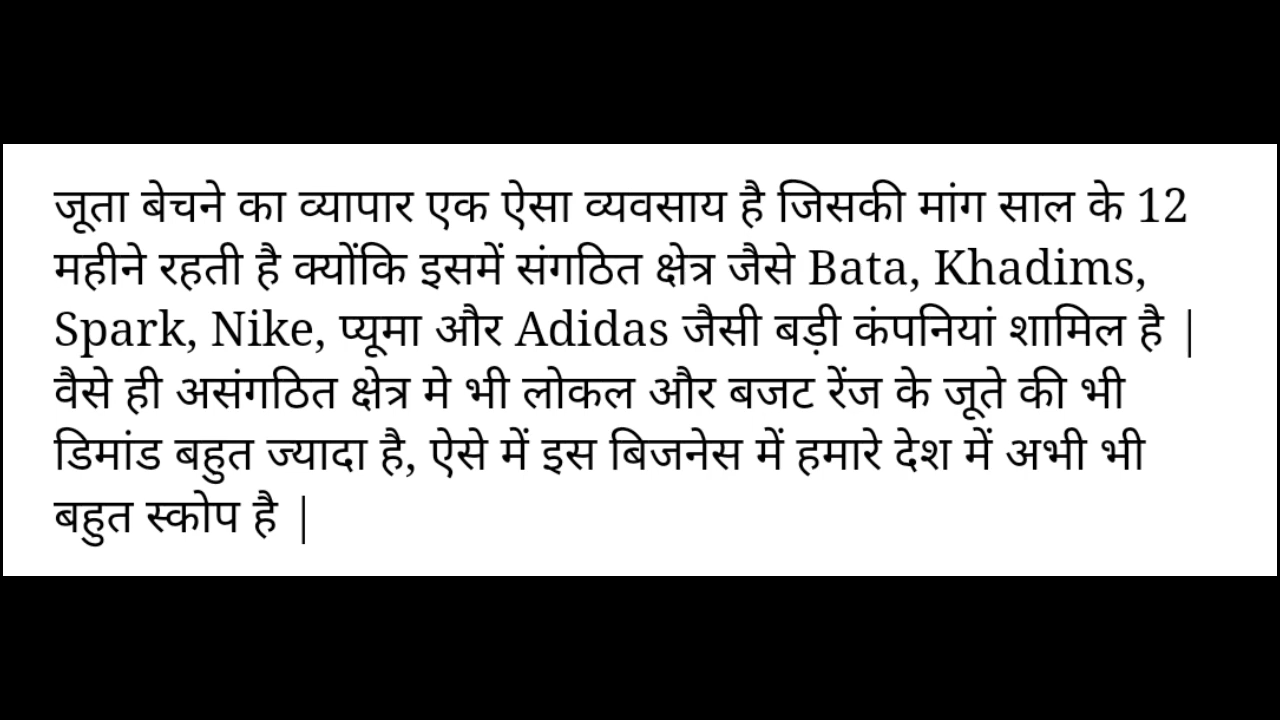 जूता बेचने का व्यापार एक ऐसा व्यवसाय है जिसकी मांग साल के 12
महीने रहती है क्योंकि इसमें संगठित क्षेत्र जैसे Bata, Khadims,
Spark, Nike, प्यूमा और Adidas जैसी बड़ी कंपनियां शामिल है |
वैसे ही असंगठित क्षेत्र मे भी लोकल और बजट रेंज के जूते की भी
डिमांड बहुत ज्यादा है, ऐसे में इस बिजनेस में हमारे देश में अभी भी
बहुत स्कोप है |